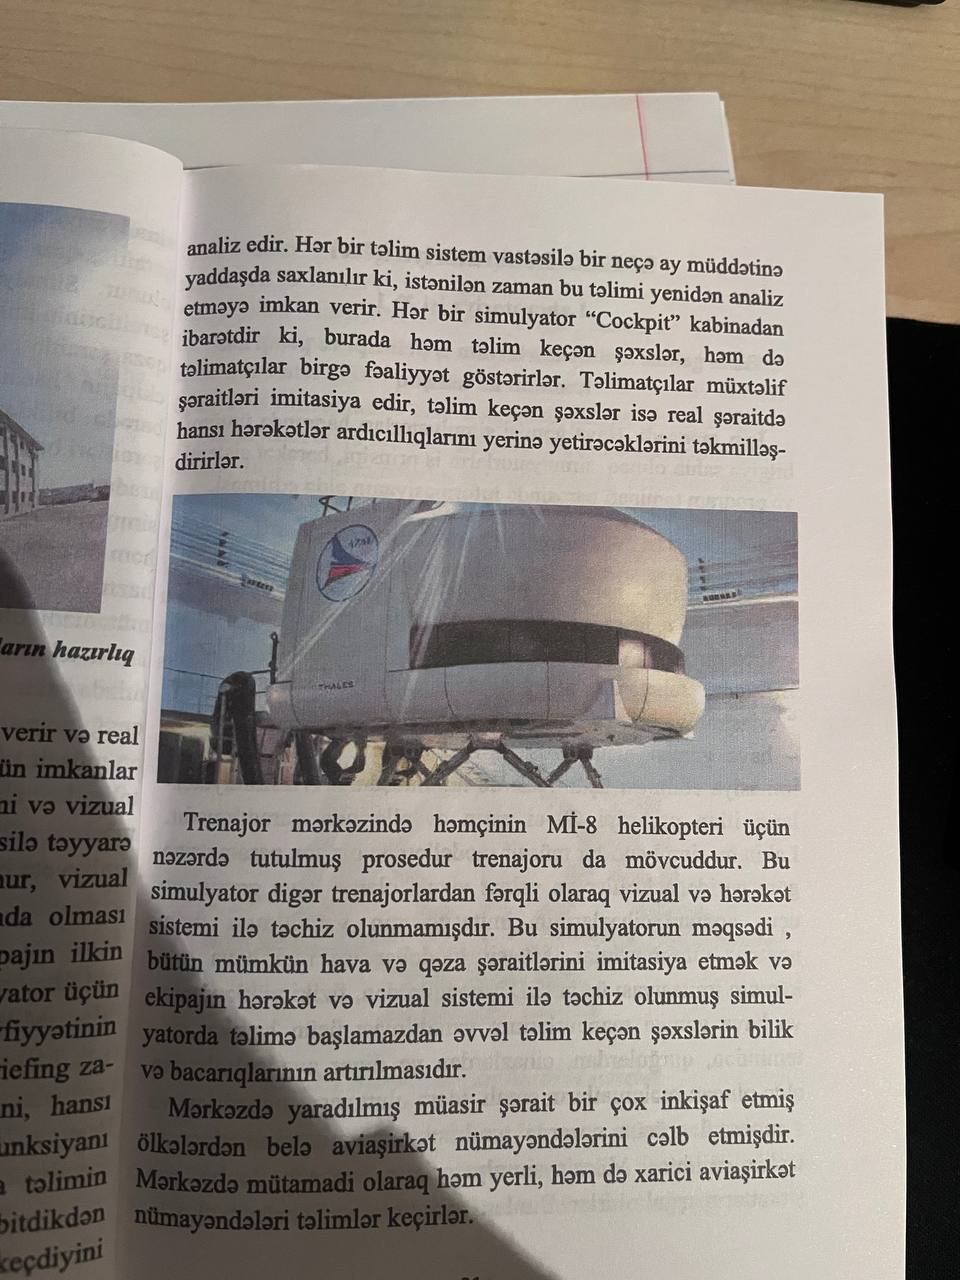 arın hazırlıq
verir və real
ün imkanlar
ni və vizual
silə təyyarə
nur, vizual
da olması
pajın ilkin
yator üçün
fiyyətinin
iefing za-
ni, hansı
unksiyanı
təlimin
bitdikdən
keçdiyini
analiz edir. Hər bir təlim sistem vastəsilə bir neçə ay müddətinə
yaddaşda saxlanılır ki, istənilən zaman bu təlimi yenidən analiz
etməyə imkan verir. Hər bir simulyator “Cockpit” kabinadan
ibarətdir ki, burada həm təlim keçən şəxslər, həm də
təlimatçılar birgə fəaliyyət göstərirlər. Təlimatçılar müxtəlif
şəraitləri imitasiya edir, təlim keçən şəxslər isə real şəraitdə
hansı hərəkətlər ardıcıllıqlarını yerinə yetirəcəklərini təkmilləş-
dirirlər.
AZAL
THALES
Trenajor mərkəzində həmçinin Mİ-8 helikopteri üçün
nəzərdə tutulmuş prosedur trenajoru da mövcuddur. Bu
simulyator digər trenajorlardan fərqli olaraq vizual və hərəkət
sistemi ilə təchiz olunmamışdır. Bu simulyatorun məqsədi ,
bütün mümkün hava və qəza şəraitlərini imitasiya etmək və
ekipajın hərəkət və vizual sistemi ilə təchiz olunmuş simul-
yatorda təlimə başlamazdan əvvəl təlim keçən şəxslərin bilik
və bacarıqlarının artırılmasıdır.
Mərkəzdə yaradılmış müasir şərait bir çox inkişaf etmiş
ölkələrdən belə aviaşirkət nümayəndələrini cəlb etmişdir.
Mərkəzdə mütamadi olaraq həm yerli, həm də xarici aviaşirkət
nümayəndələri təlimlər keçirlər.